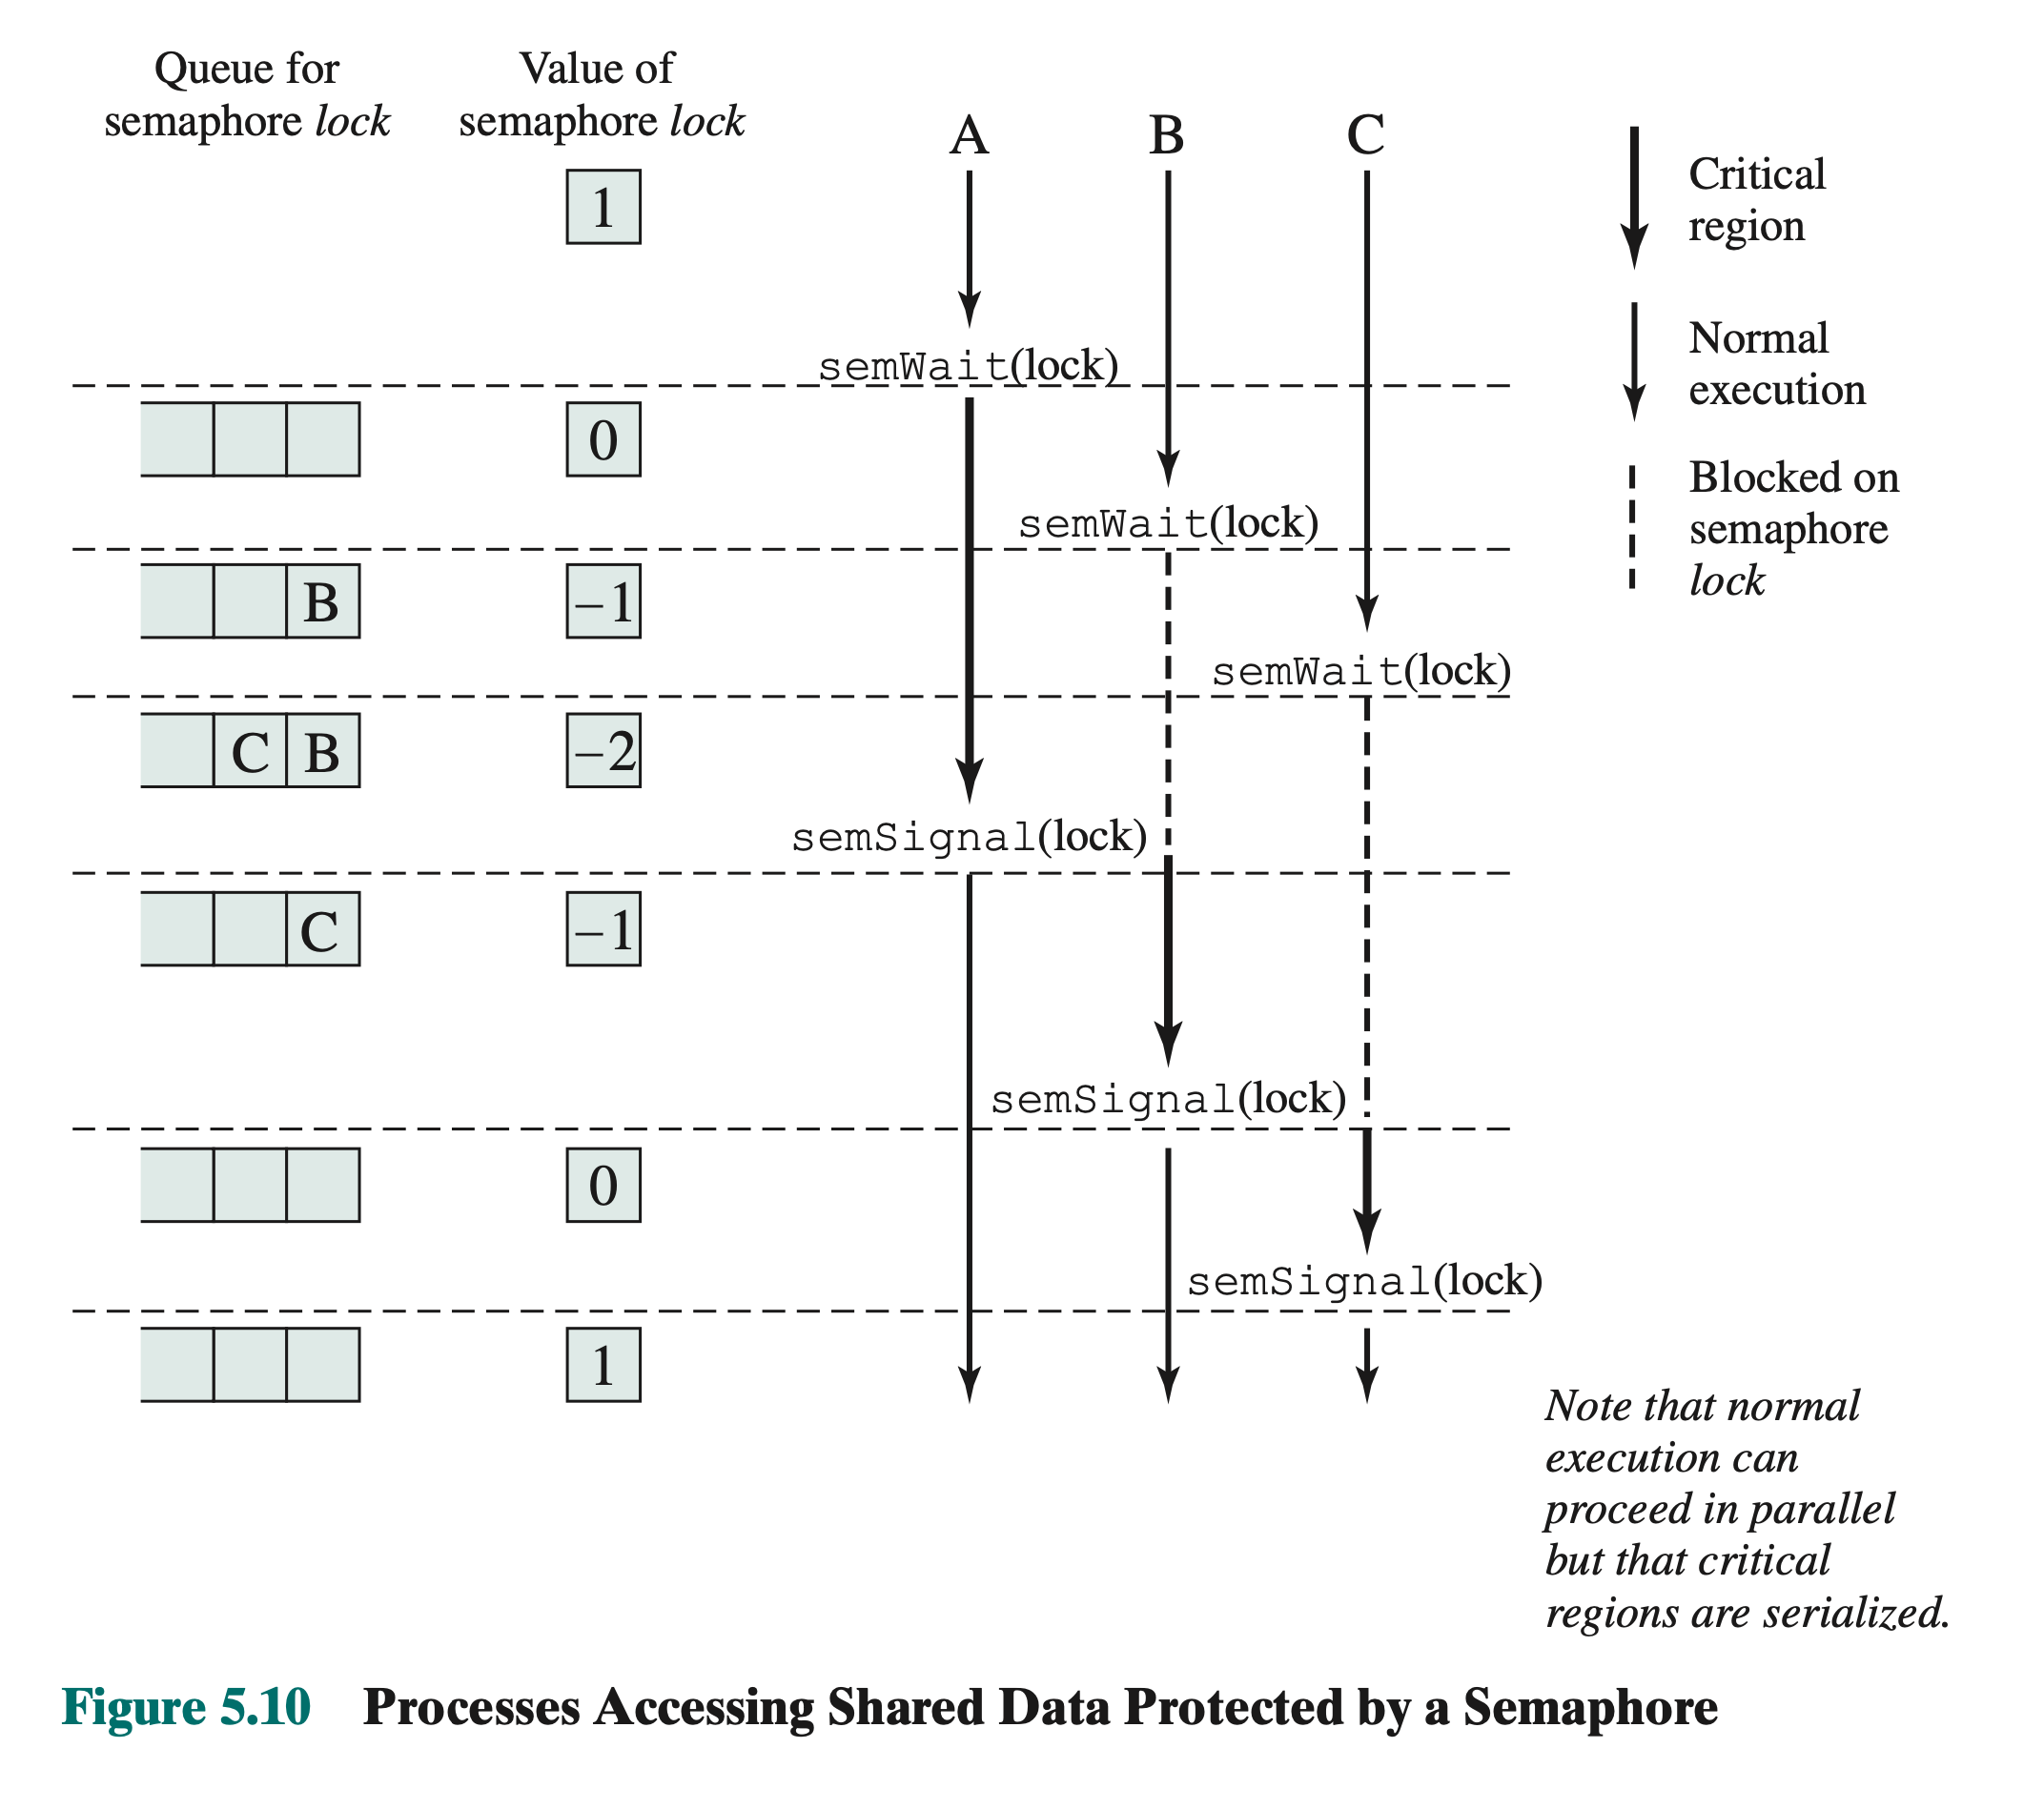 Queue for
semaphore lock
Value of
semaphore lock
A
B
C
1
Critical
region
Normal
execution
semWait(lock)
0
Blocked on
semaphore
lock
semWait(lock)
B
−1
semWait(lock)
C B
−2
semSignal(lock)
C
−1
semSignal(lock)
0
semSignal(lock)
1
Note that normal
execution can
proceed in parallel
but that critical
regions are serialized.
Figure 5.10 Processes Accessing Shared Data Protected by a Semaphore